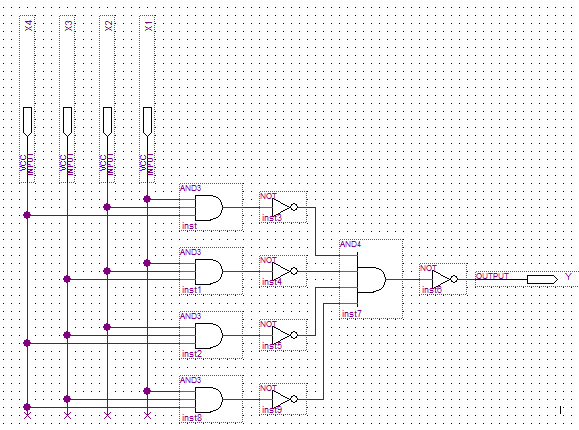 X4 X3 X2 X1
VCC VCC VCC VCC
INPUT INPUT INPUT INPUT
AND3
NOT
inst
inst3
AND4
AND3
NOT
inst1
inst4
NOT
OUTPUT
Y
inst6
AND3
inst7
NOT
inst2
inst5
AND3
NOT
inst8
inst9